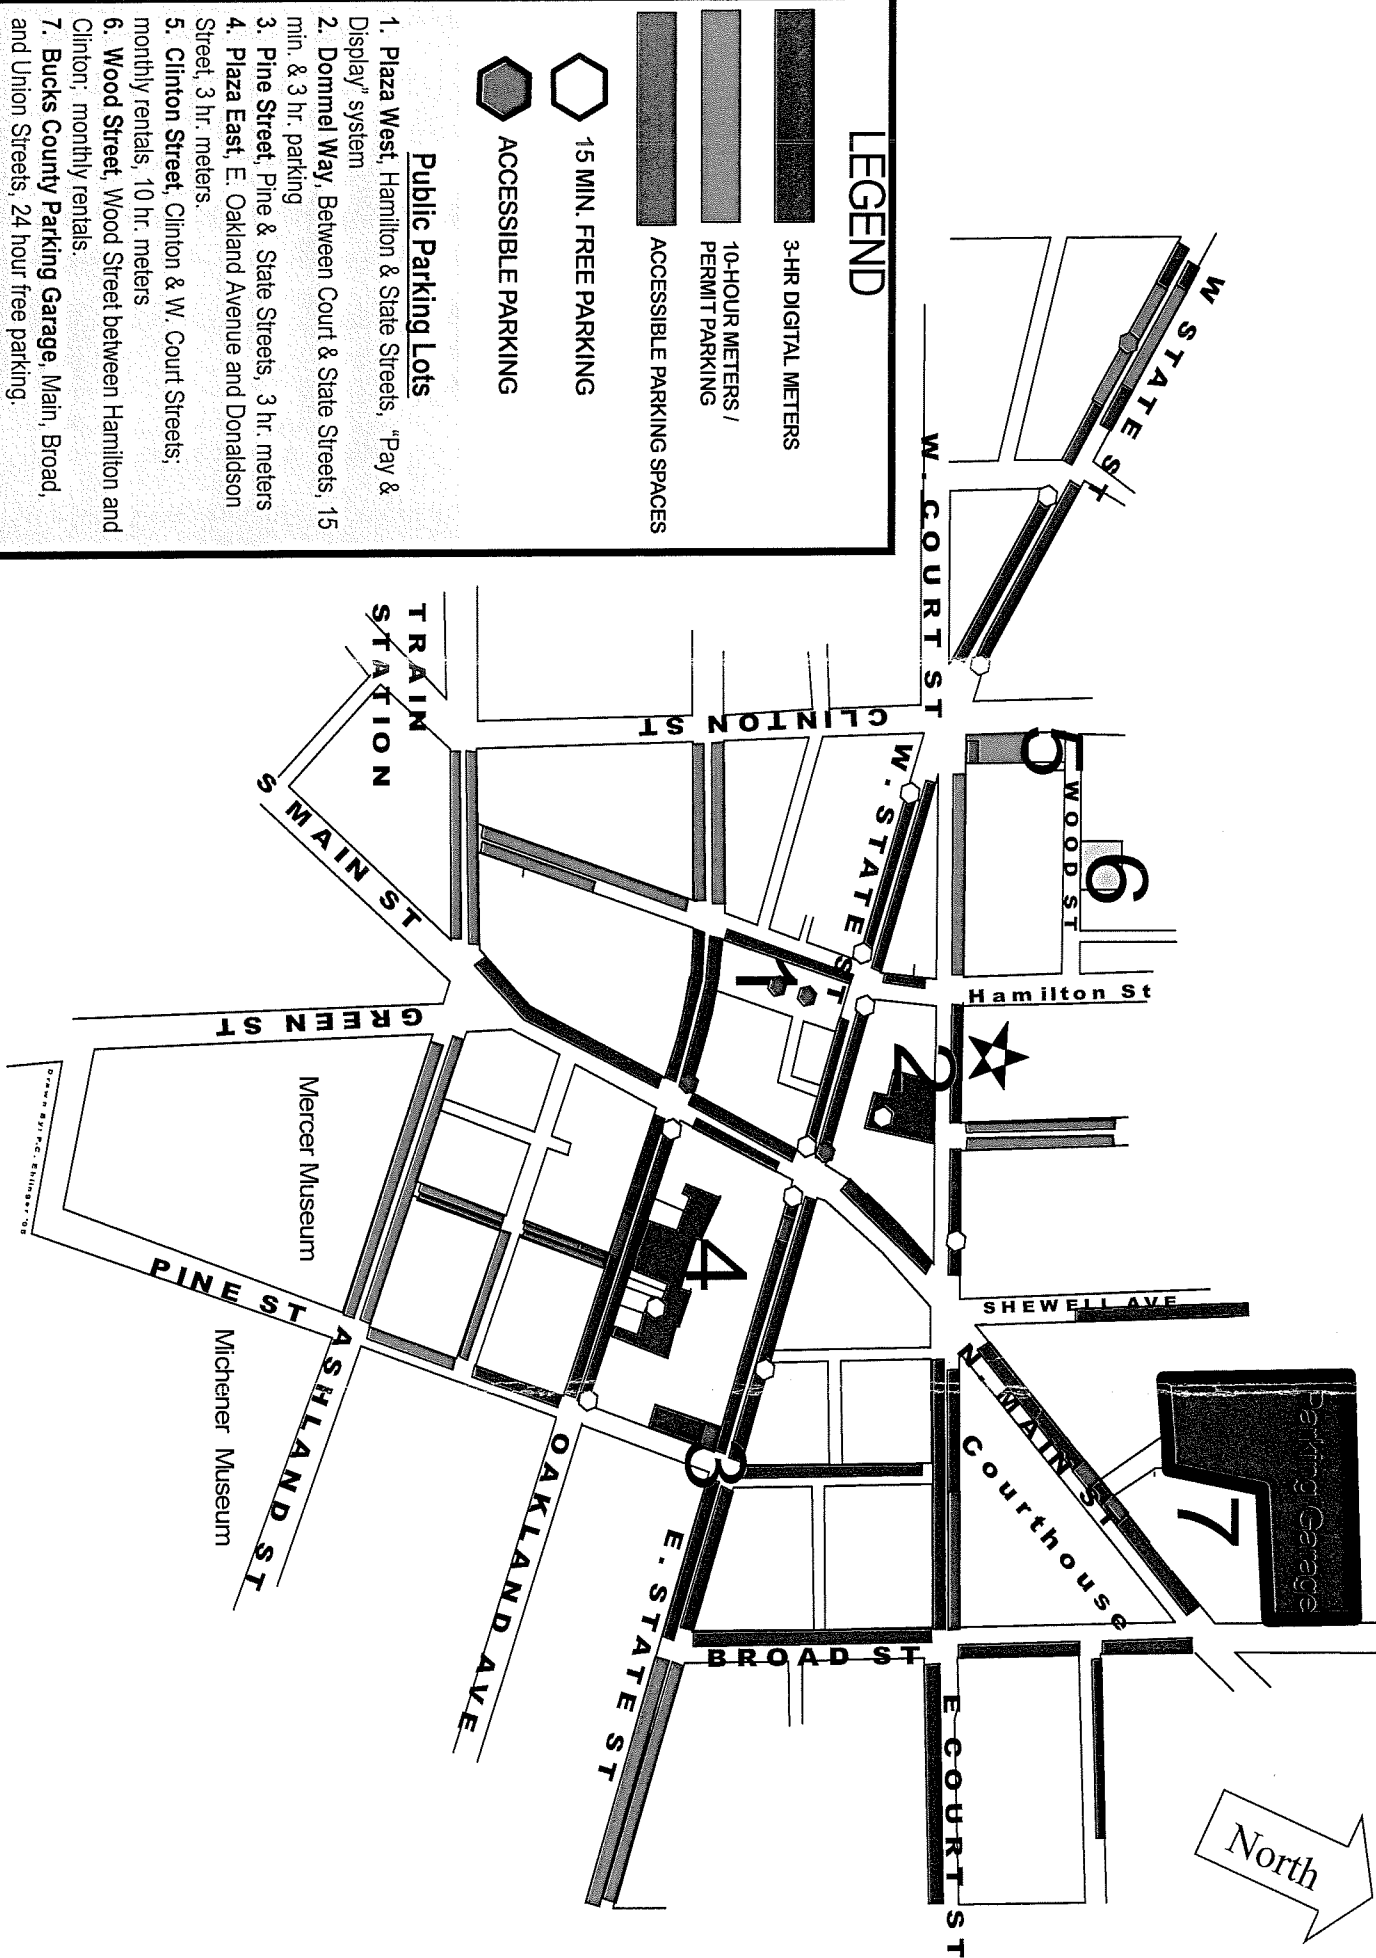 LEGEND
3-HR DIGITAL METERS
10-HOUR METERS /
PERMIT PARKING
ACCESSIBLE PARKING SPACES
15 MIN. FREE PARKING
ACCESSIBLE PARKING
Public Parking Lots
1. Plaza West, Hamilton & State Streets, "Pay &
Display" system
2. Dommel Way, Between Court & State Streets, 15
min. & 3 hr. parking
3. Pine Street, Pine & State Streets, 3 hr. meters
4. Plaza East, E. Oakland Avenue and Donaldson
Street, 3 hr. meters.
5. Clinton Street, Clinton & W. Court Streets;
monthly rentals, 10 hr. meters
6. Wood Street, Wood Street between Hamilton and
Clinton; monthly rentals.
7. Bucks County Parking Garage, Main, Broad,
and Union Streets, 24 hour free parking.
W STATE ST
W. COURT ST
CLINTON ST
W. STATE ST
5
WOOD ST
6
Hamilton St
TRAIN
STATION
S MAIN ST
GREEN ST
1
2
4
3
7
Parking Garage
SHEWELL AVE
N. MAIN ST
Courthouse
Mercer Museum
Michener Museum
PINE ST
ASHLAND ST
OAKLAND AVE
E. STATE ST
BROAD ST
E COURT ST
North
Drawn By: P.C. Ehlinger '08